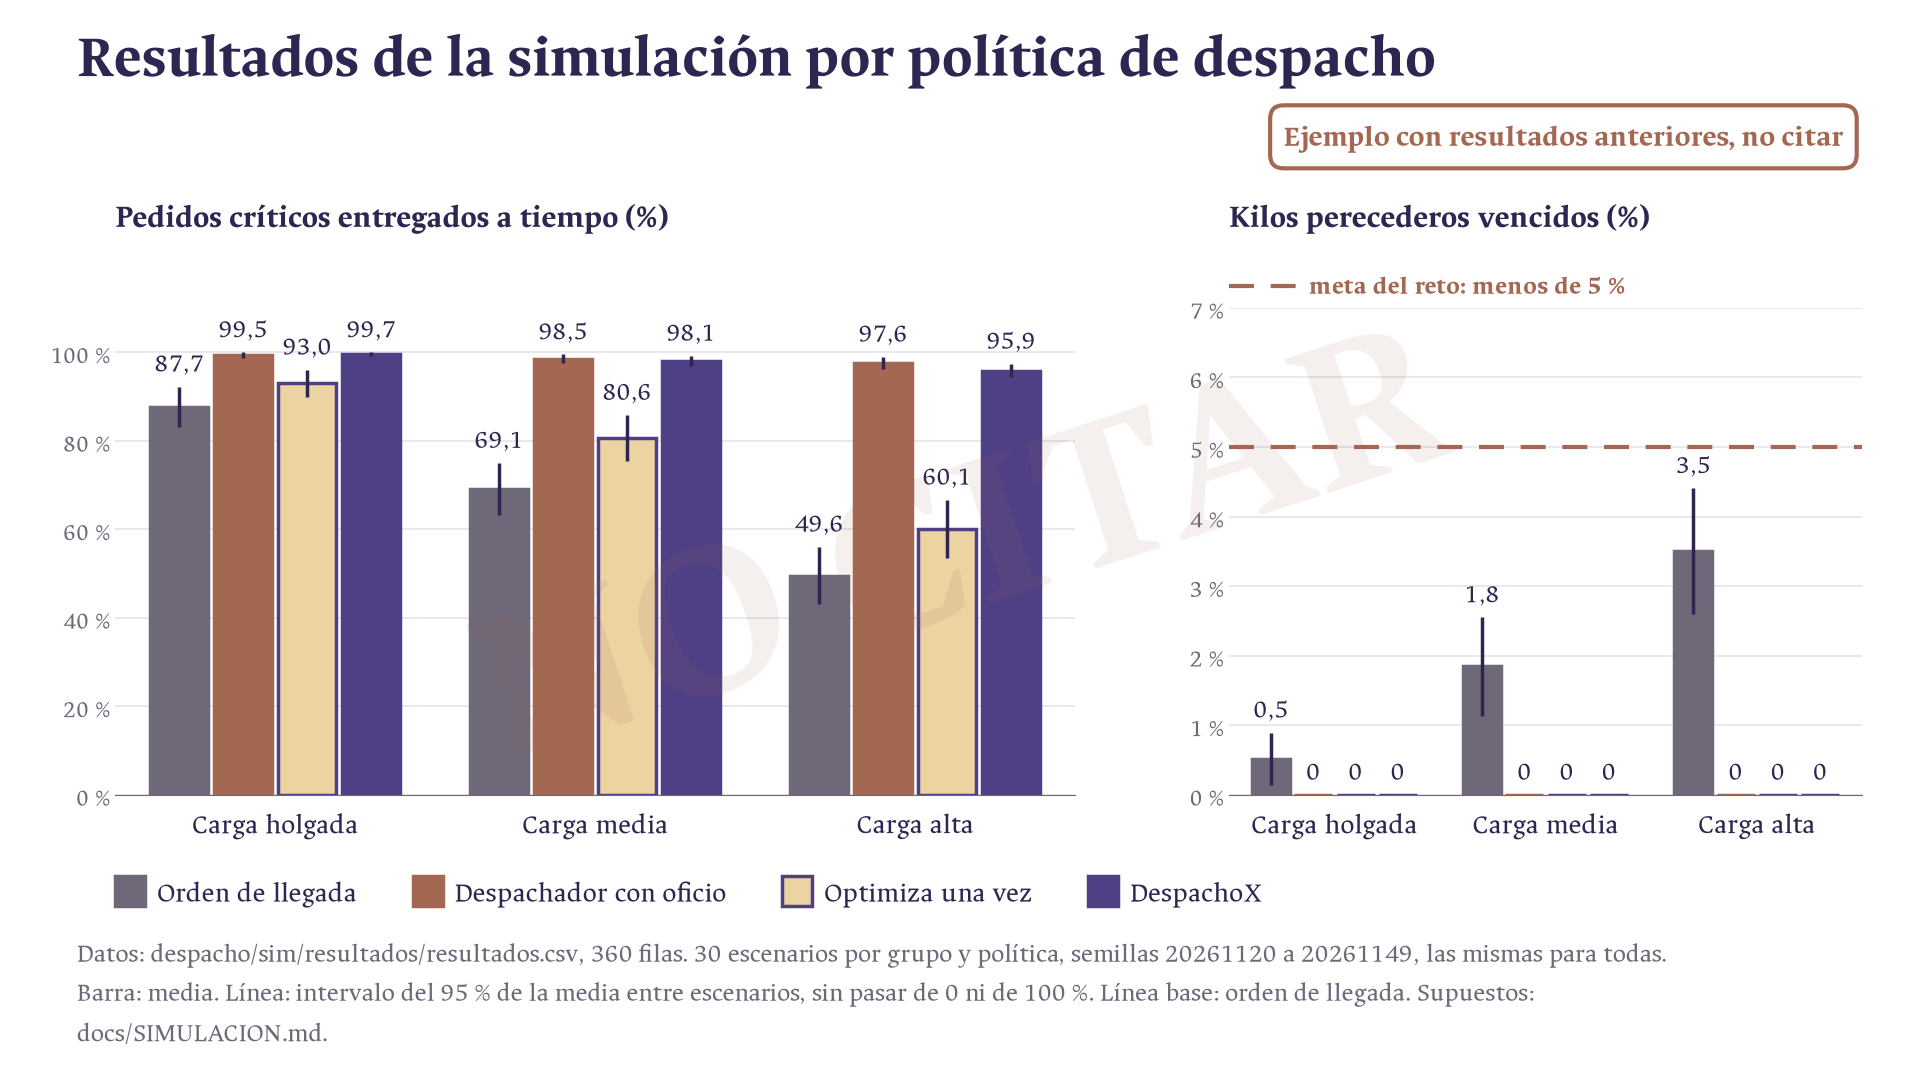 Resultados de la simulación por política de despacho
Ejemplo con resultados anteriores, no citar
Pedidos críticos entregados a tiempo (%)
100 %
80 %
60 %
40 %
20 %
0 %
87,7
99,5
93,0
99,7
69,1
98,5
80,6
98,1
49,6
97,6
60,1
95,9
Carga holgada
Carga media
Carga alta
Kilos perecederos vencidos (%)
meta del reto: menos de 5 %
7 %
6 %
5 %
4 %
3 %
2 %
1 %
0 %
0,5
0
0
0
1,8
0
0
0
3,5
0
0
0
Carga holgada
Carga media
Carga alta
NO CITAR
Orden de llegada
Despachador con oficio
Optimiza una vez
DespachoX
Datos: despacho/sim/resultados/resultados.csv, 360 filas. 30 escenarios por grupo y política, semillas 20261120 a 20261149, las mismas para todas.
Barra: media. Línea: intervalo del 95 % de la media entre escenarios, sin pasar de 0 ni de 100 %. Línea base: orden de llegada. Supuestos:
docs/SIMULACION.md.